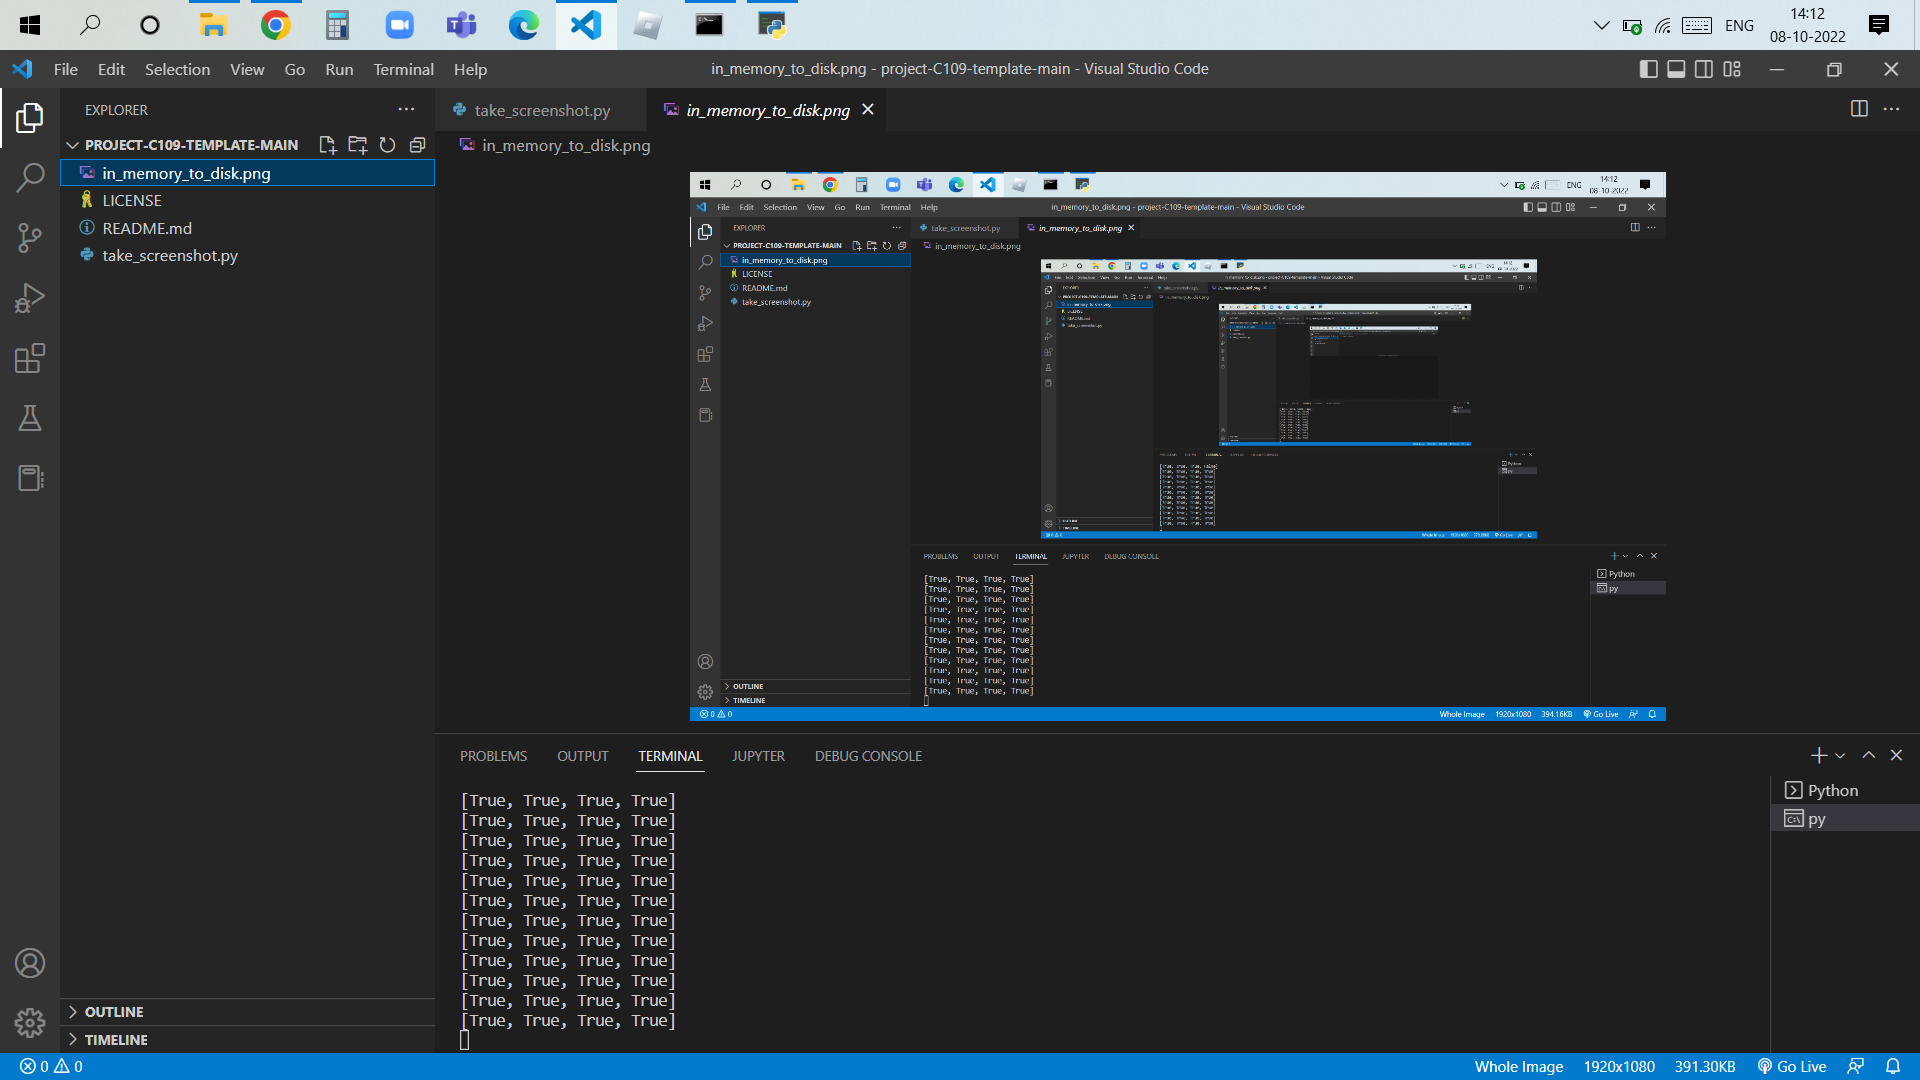 ENG
14:12
08-10-2022
File Edit Selection View Go Run Terminal Help
in_memory_to_disk.png - project-C109-template-main - Visual Studio Code
EXPLORER
PROJECT-C109-TEMPLATE-MAIN
in_memory_to_disk.png
LICENSE
README.md
take_screenshot.py
OUTLINE
TIMELINE
take_screenshot.py
in_memory_to_disk.png
in_memory_to_disk.png
ENG
14:12
08-10-2022
File Edit Selection View Go Run Terminal Help
in_memory_to_disk.png - project-C109-template-main - Visual Studio Code
EXPLORER
PROJECT-C109-TEMPLATE-MAIN
in_memory_to_disk.png
LICENSE
README.md
take_screenshot.py
OUTLINE
TIMELINE
take_screenshot.py
in_memory_to_disk.png
in_memory_to_disk.png
PROBLEMS OUTPUT TERMINAL JUPYTER DEBUG CONSOLE
[True, True, True, True]
[True, True, True, True]
[True, True, True, True]
[True, True, True, True]
[True, True, True, True]
[True, True, True, True]
[True, True, True, True]
[True, True, True, True]
[True, True, True, True]
[True, True, True, True]
[True, True, True, True]
[True, True, True, True]
Python
py
0 0
Whole Image 1920x1080 394.16KB Go Live
PROBLEMS OUTPUT TERMINAL JUPYTER DEBUG CONSOLE
[True, True, True, True]
[True, True, True, True]
[True, True, True, True]
[True, True, True, True]
[True, True, True, True]
[True, True, True, True]
[True, True, True, True]
[True, True, True, True]
[True, True, True, True]
[True, True, True, True]
[True, True, True, True]
[True, True, True, True]
Python
py
0 0
Whole Image 1920x1080 391.30KB Go Live